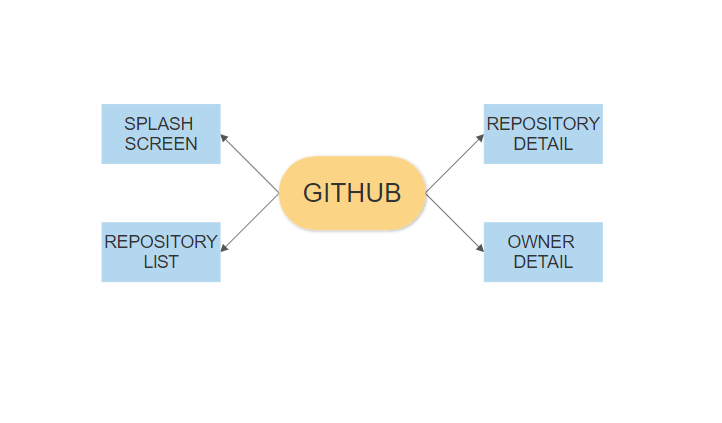 SPLASH
SCREEN
REPOSITORY
LIST
GITHUB
REPOSITORY
DETAIL
OWNER
DETAIL